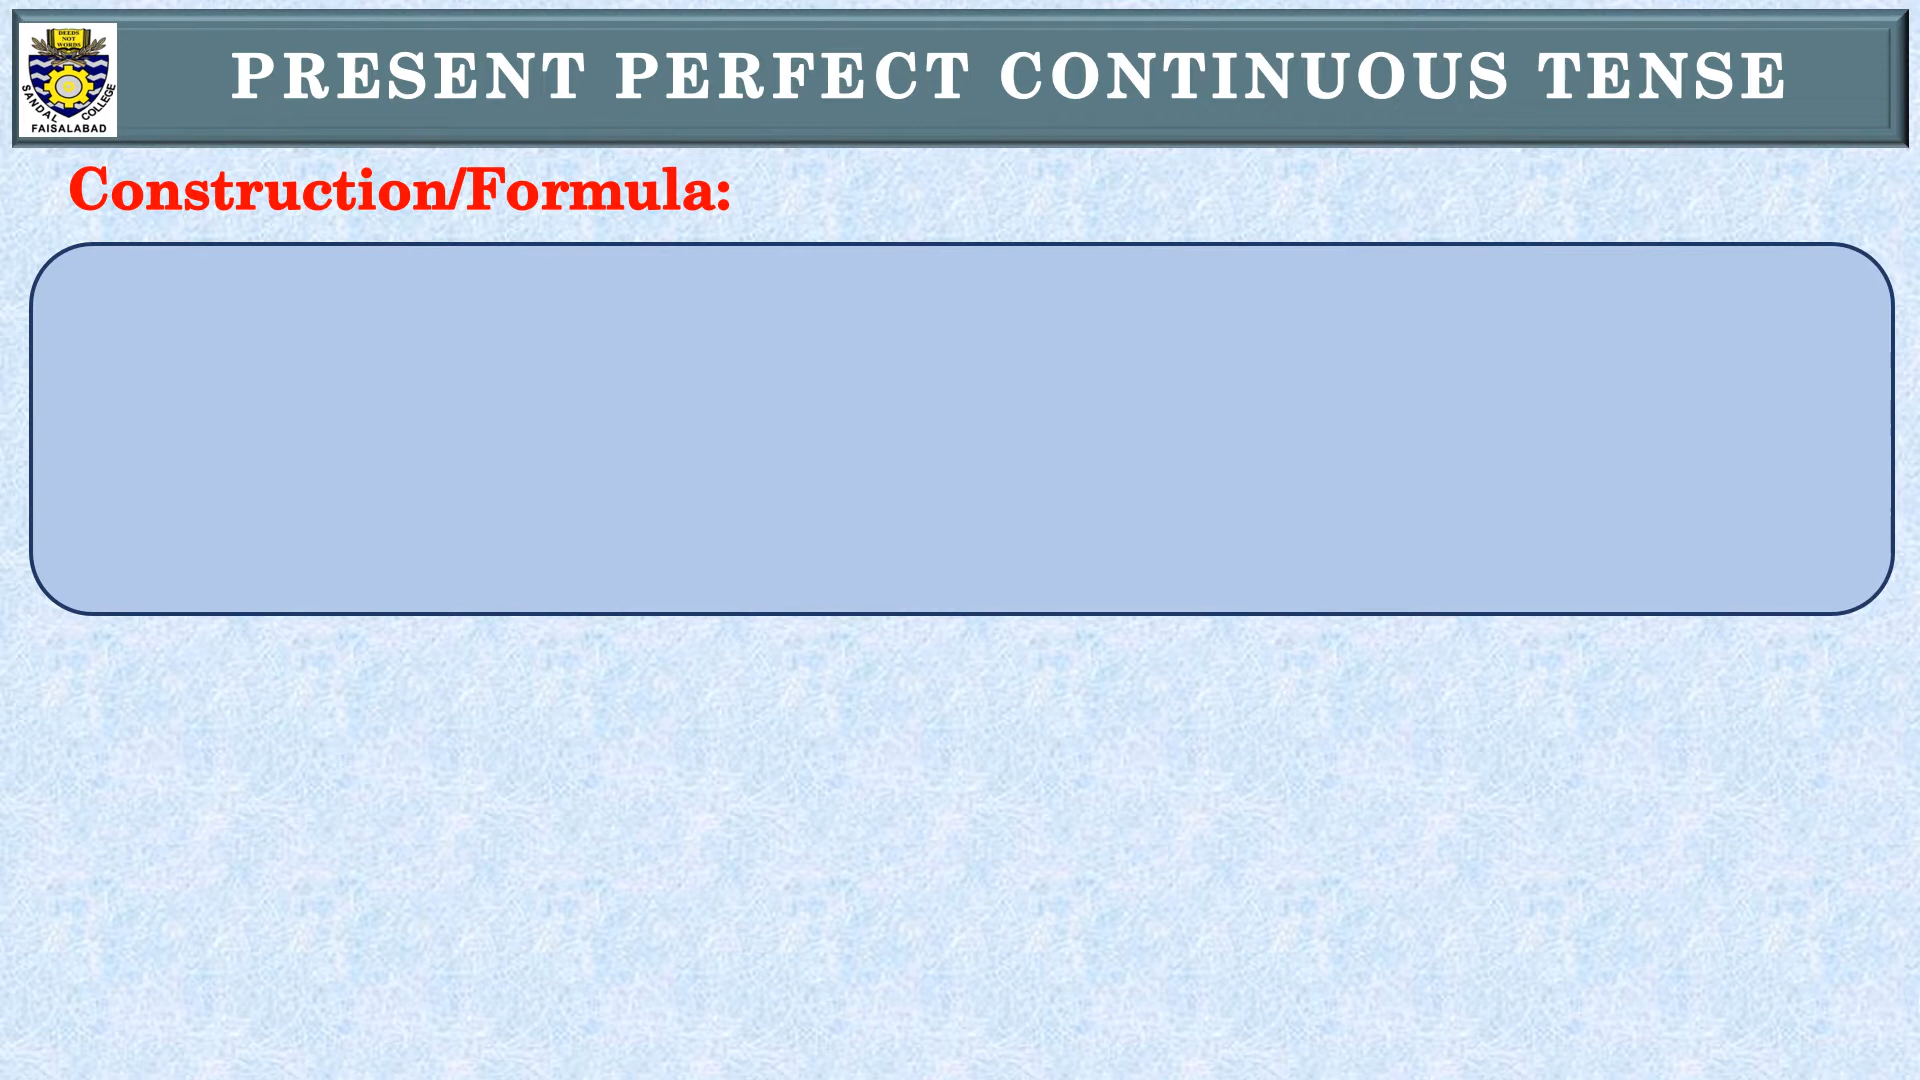 DEEDS
NOT
WORDS
SANDAL COLLEGE
FAISALABAD
PRESENT PERFECT CONTINUOUS TENSE
Construction/Formula: